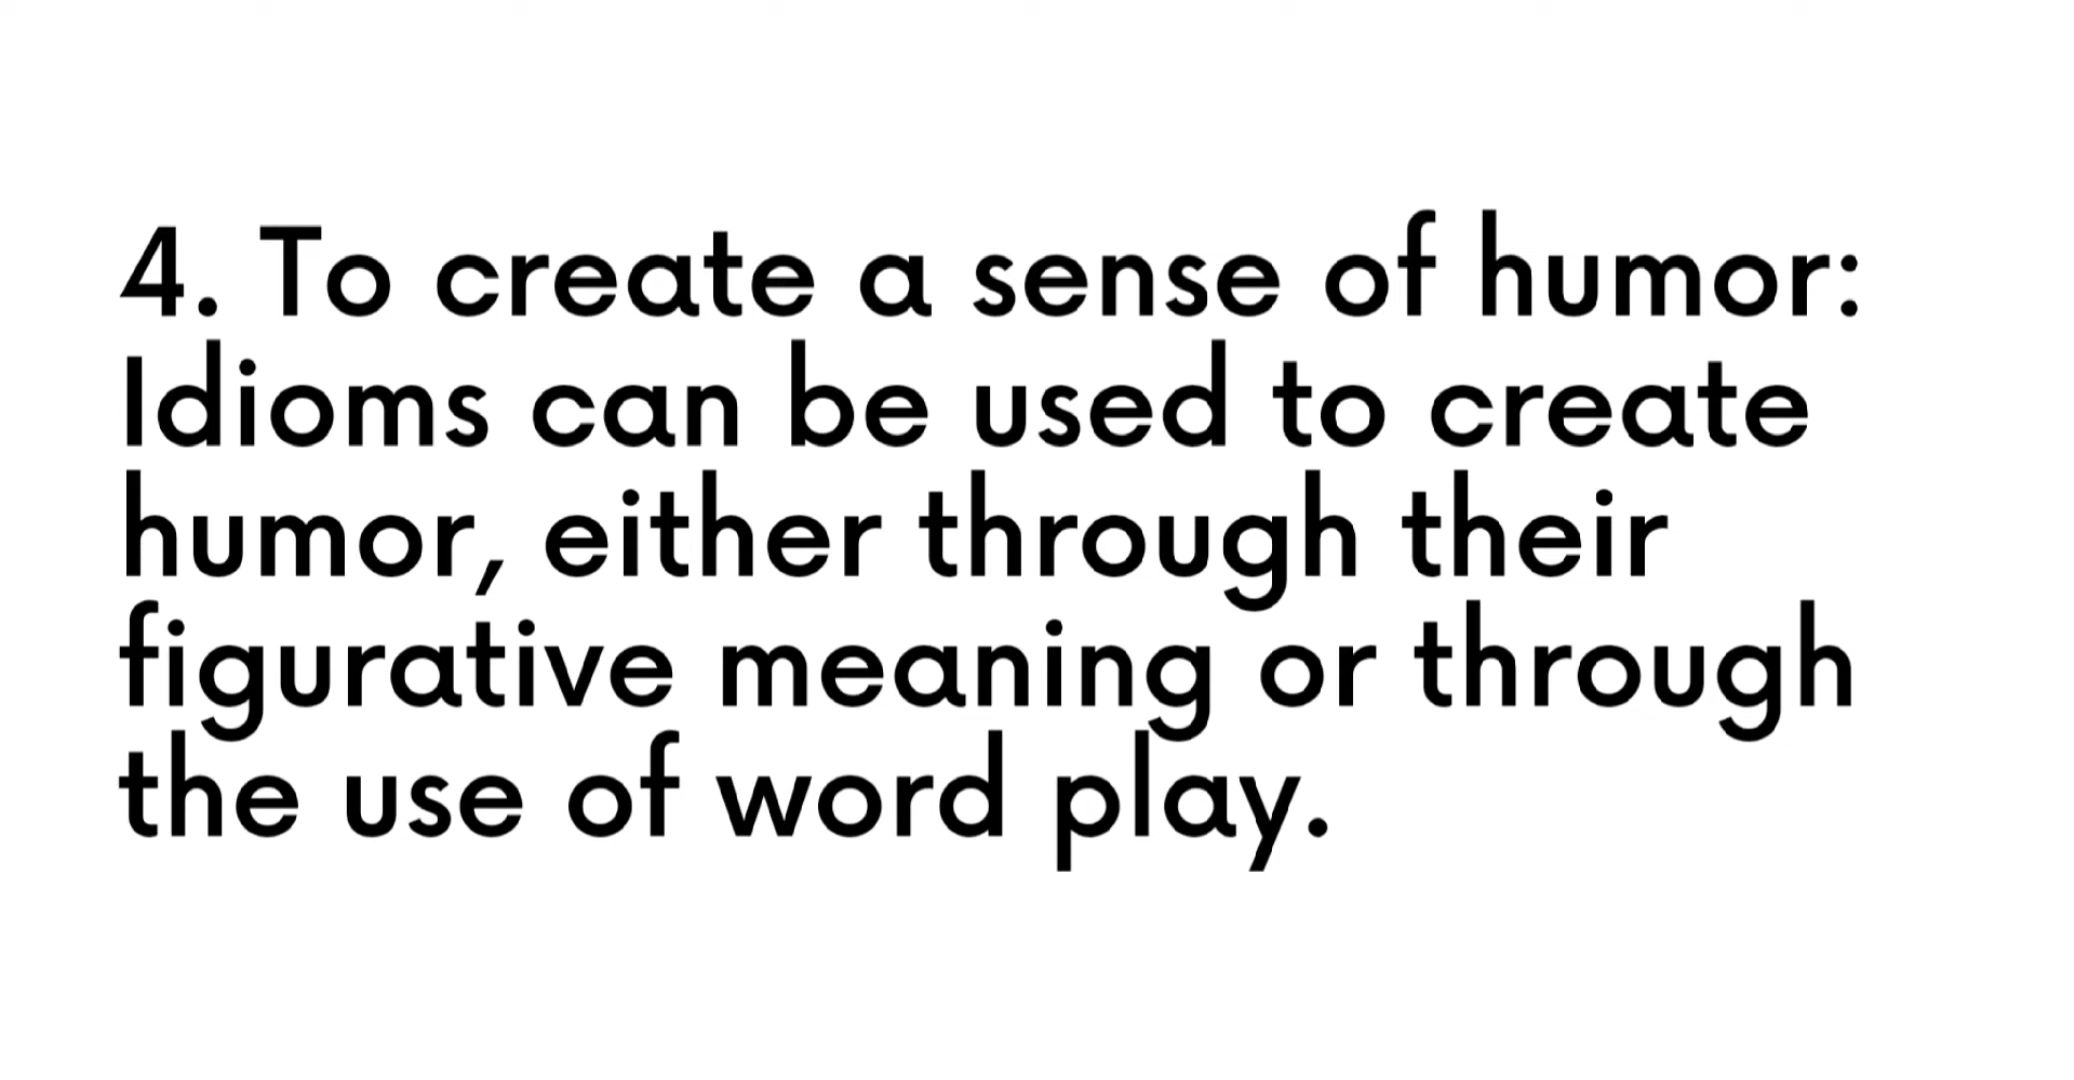 4. To create a sense of humor:
Idioms can be used to create
humor, either through their
figurative meaning or through
the use of word play.